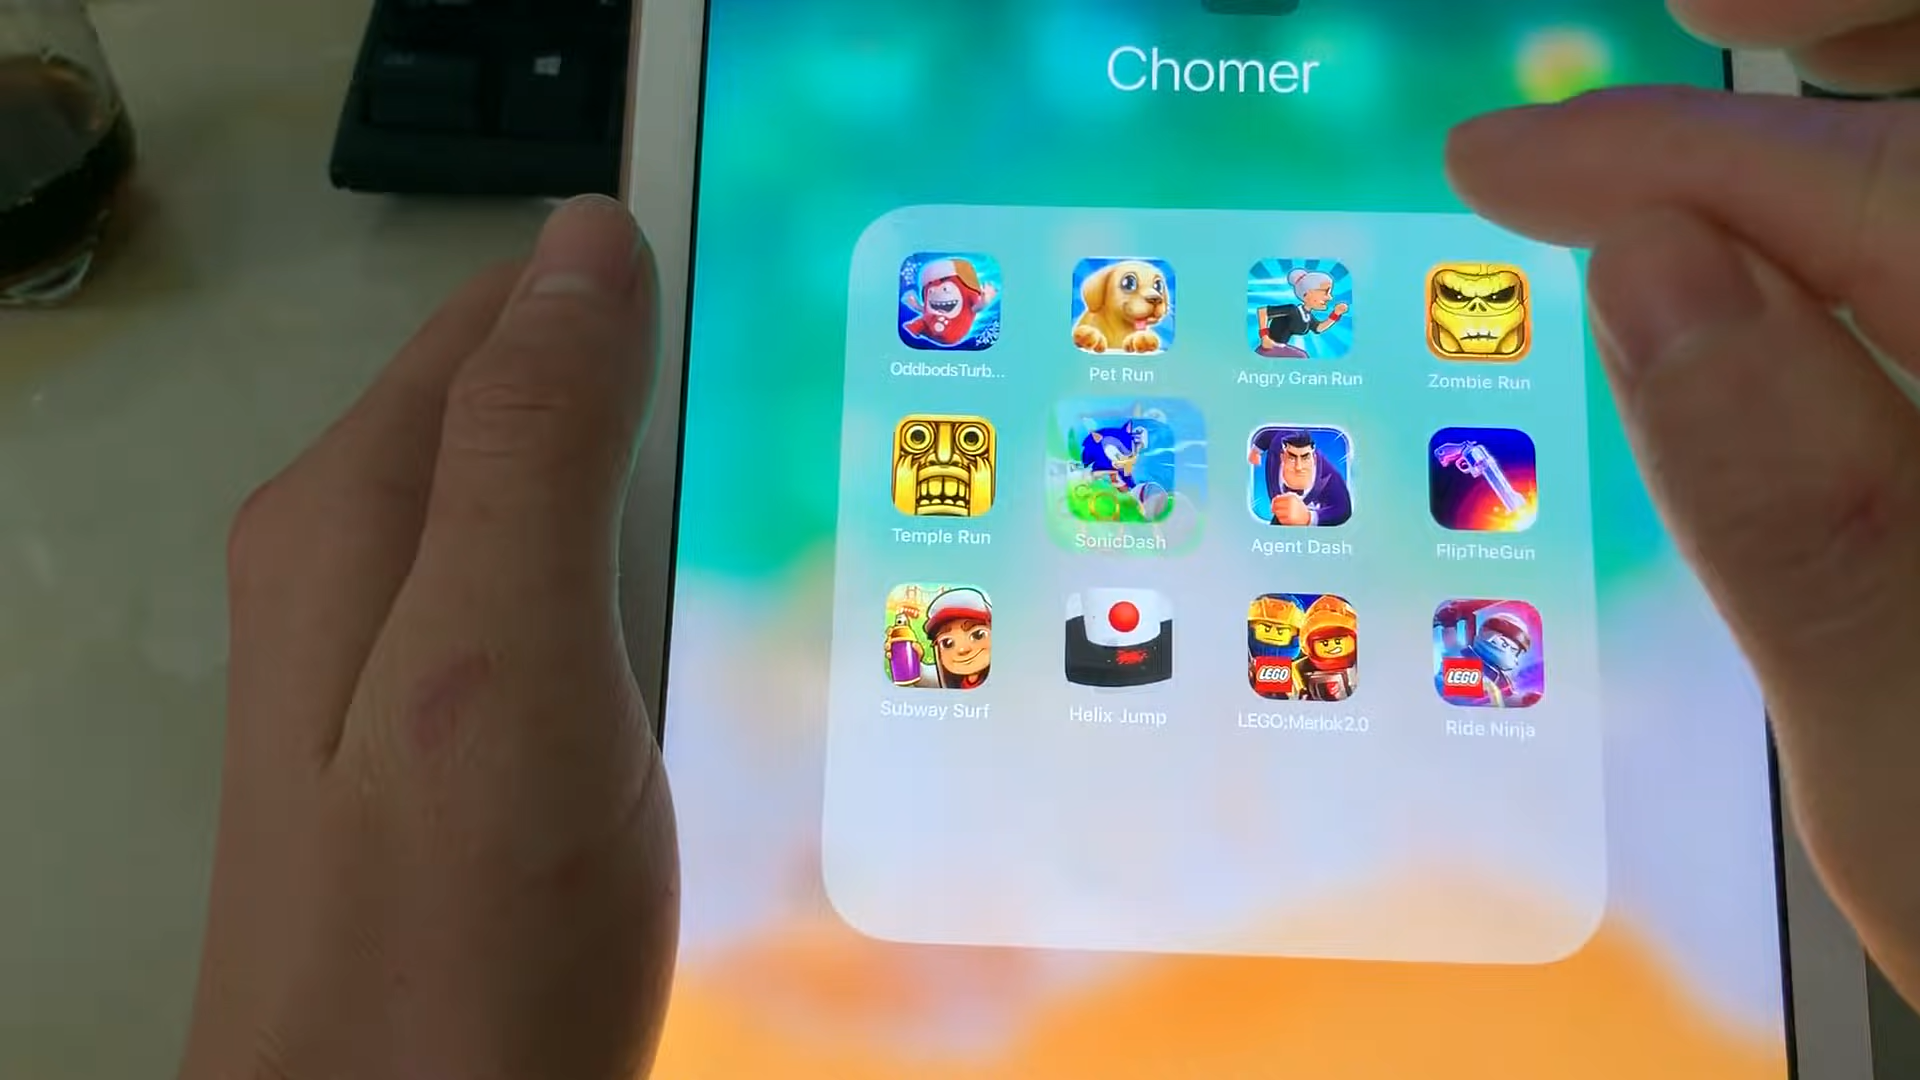 Chomer
OddbodsTurb...
Pet Run
Angry Gran Run
Zombie Run
Temple Run
SonicDash
Agent Dash
FlipTheGun
Subway Surf
Helix Jump
LEGO
LEGO:Merlok2.0
LEGO
Ride Ninja